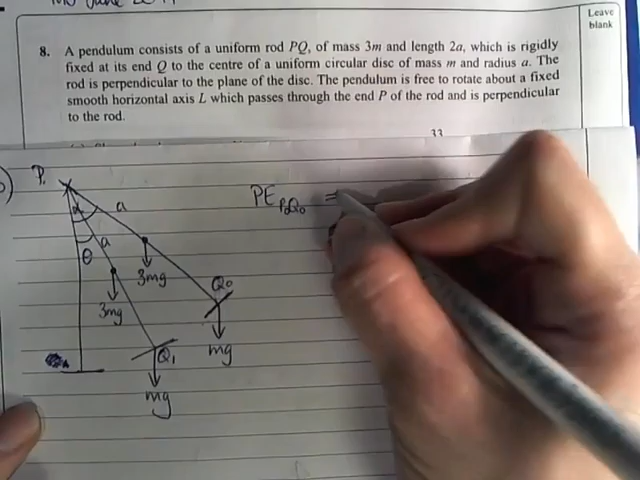 Leave
blank
8. A pendulum consists of a uniform rod PQ, of mass 3m and length 2a, which is rigidly
fixed at its end Q to the centre of a uniform circular disc of mass m and radius a. The
rod is perpendicular to the plane of the disc. The pendulum is free to rotate about a fixed
smooth horizontal axis L which passes through the end P of the rod and is perpendicular
to the rod.
P.
PE P₀Q₀ =
α
a
a
θ
3mg
Q₀
3mg
mg
Q₁
mg